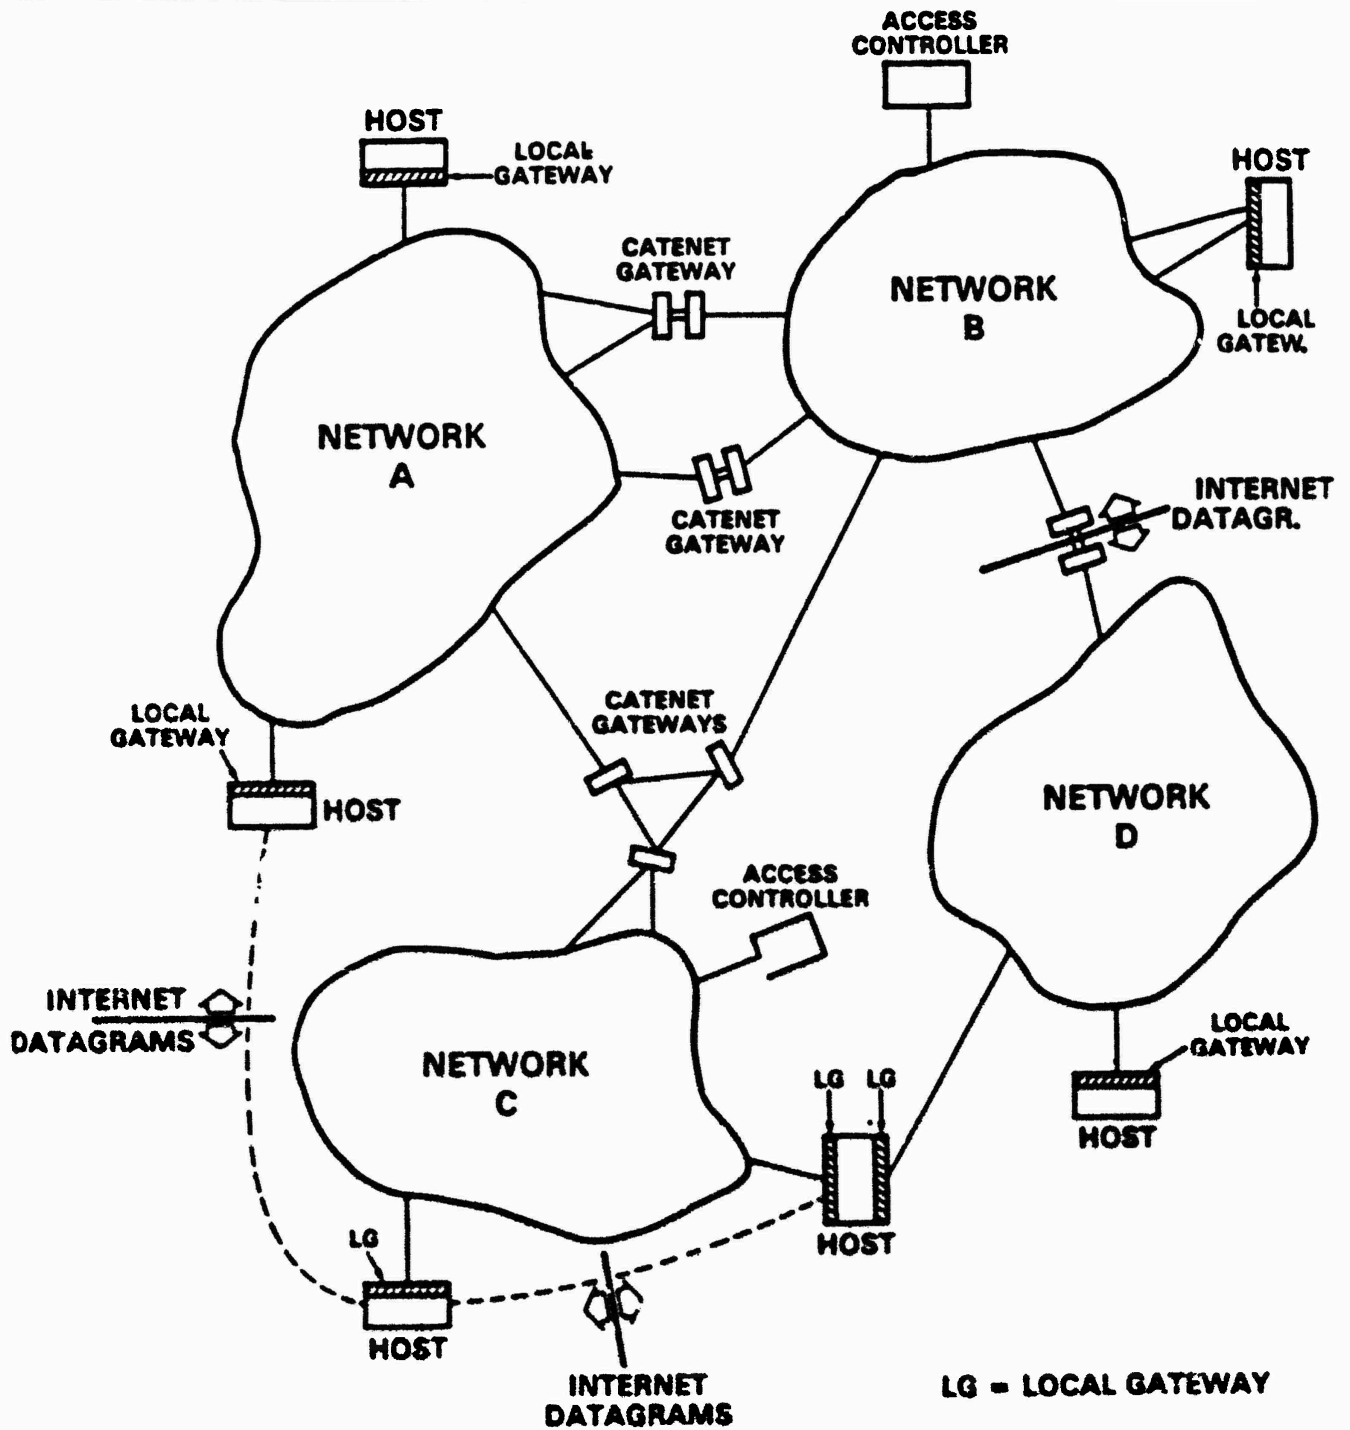 ACCESS
CONTROLLER
HOST
LOCAL
GATEWAY
HOST
CATENET
GATEWAY
NETWORK
B
LOCAL
GATEW.
NETWORK
A
CATENET
GATEWAY
INTERNET
DATAGR.
CATENET
GATEWAYS
LOCAL
GATEWAY
HOST
NETWORK
D
ACCESS
CONTROLLER
INTERNET
DATAGRAMS
NETWORK
C
LOCAL
GATEWAY
LG LG
HOST
LG
HOST
HOST
INTERNET
DATAGRAMS
LG = LOCAL GATEWAY